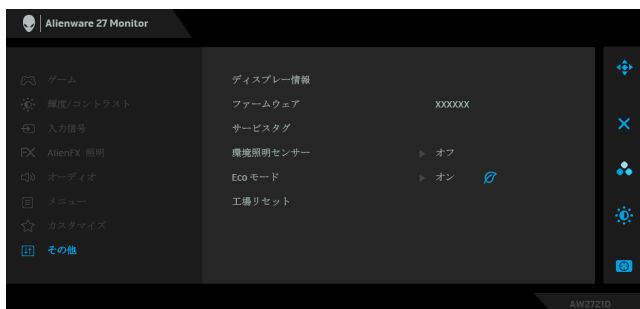 Alienware 27 Monitor
ゲーム
輝度/コントラスト
入力信号
FX AlienFX 照明
オーディオ
メニュー
カスタマイズ
その他
ディスプレー情報
ファームウェア XXXXXX
サービスタグ
環境照明センサー オフ
Eco モード オン
工場リセット
AW2721D